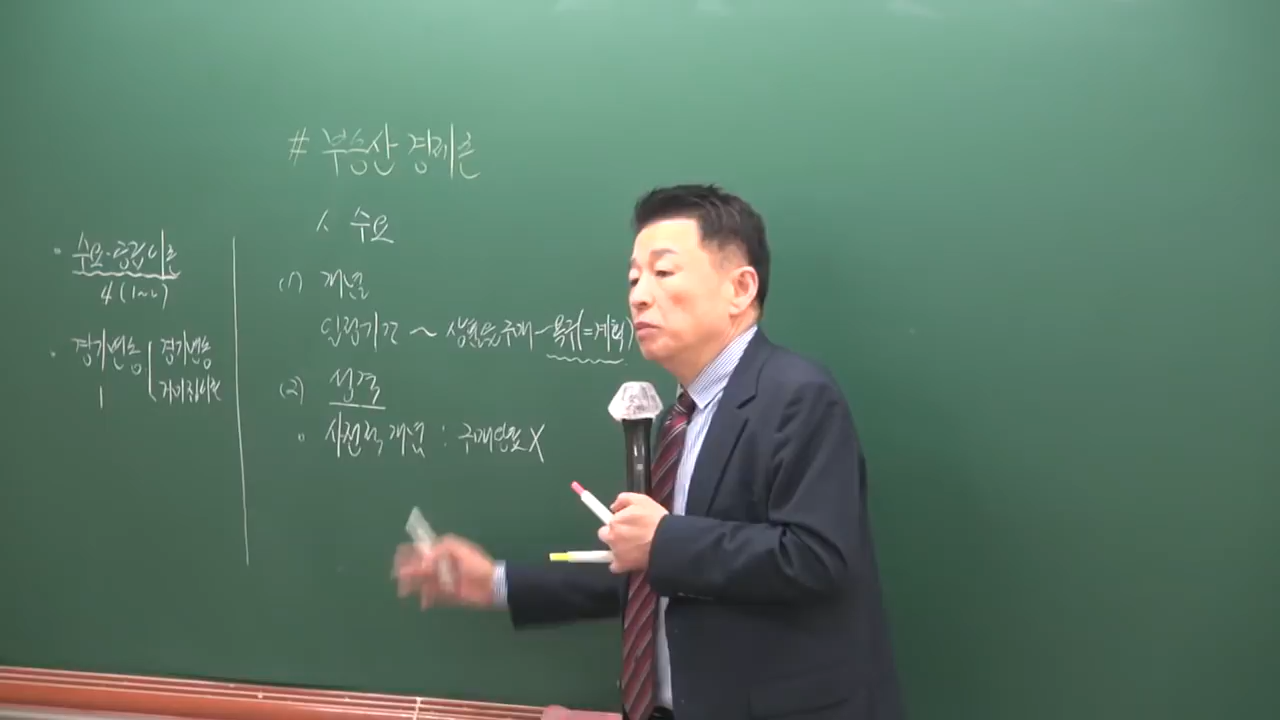 # 부동산 경제론
1. 수요
(1) 개념
일정기간 ~ 상품을 구매 - 욕구(=계획)
(2) 성격
• 사전적 개념 : 구매완료 X
• 수요·공급이론
4 (1~2)
• 경기변동 ( 경기변동
1 거미집이론